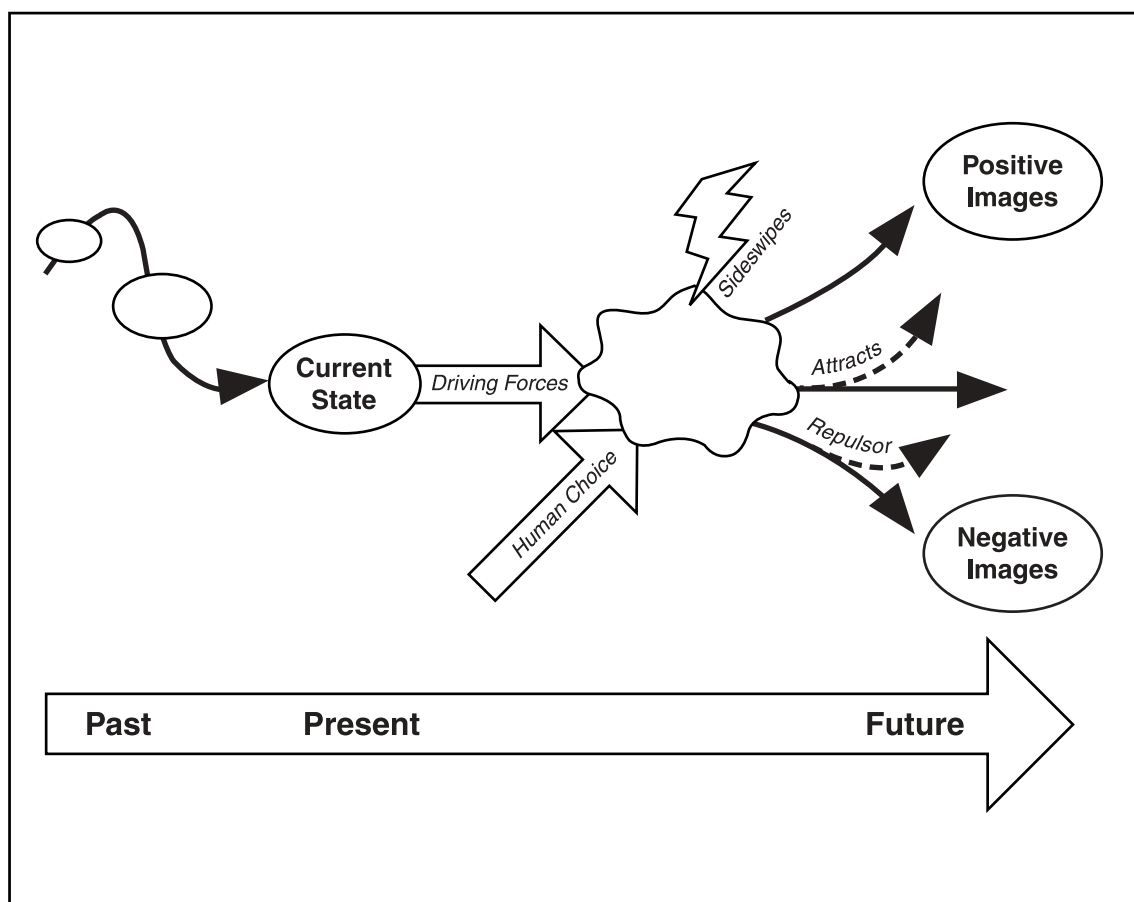 Positive
Images
Sideswipes
Attracts
Current
State
Driving Forces
Repulsor
Human Choice
Negative
Images
Past
Present
Future